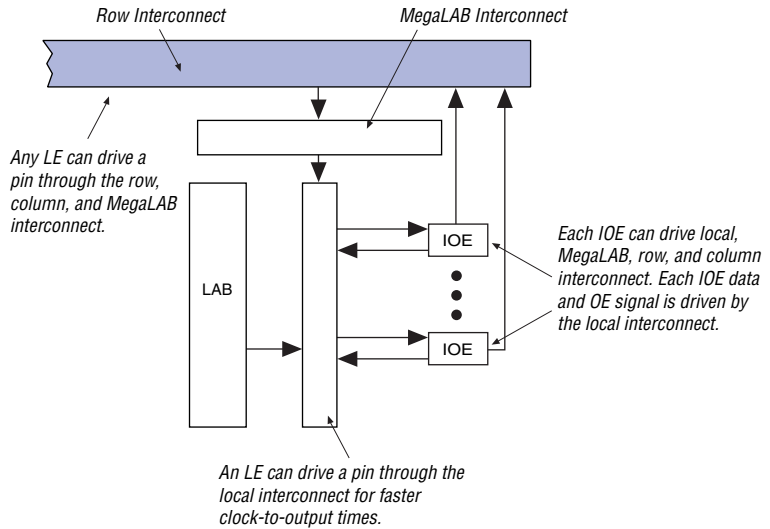 Row Interconnect
MegaLAB Interconnect
Any LE can drive a
pin through the row,
column, and MegaLAB
interconnect.
LAB
IOE
IOE
Each IOE can drive local,
MegaLAB, row, and column
interconnect. Each IOE data
and OE signal is driven by
the local interconnect.
An LE can drive a pin through the
local interconnect for faster
clock-to-output times.